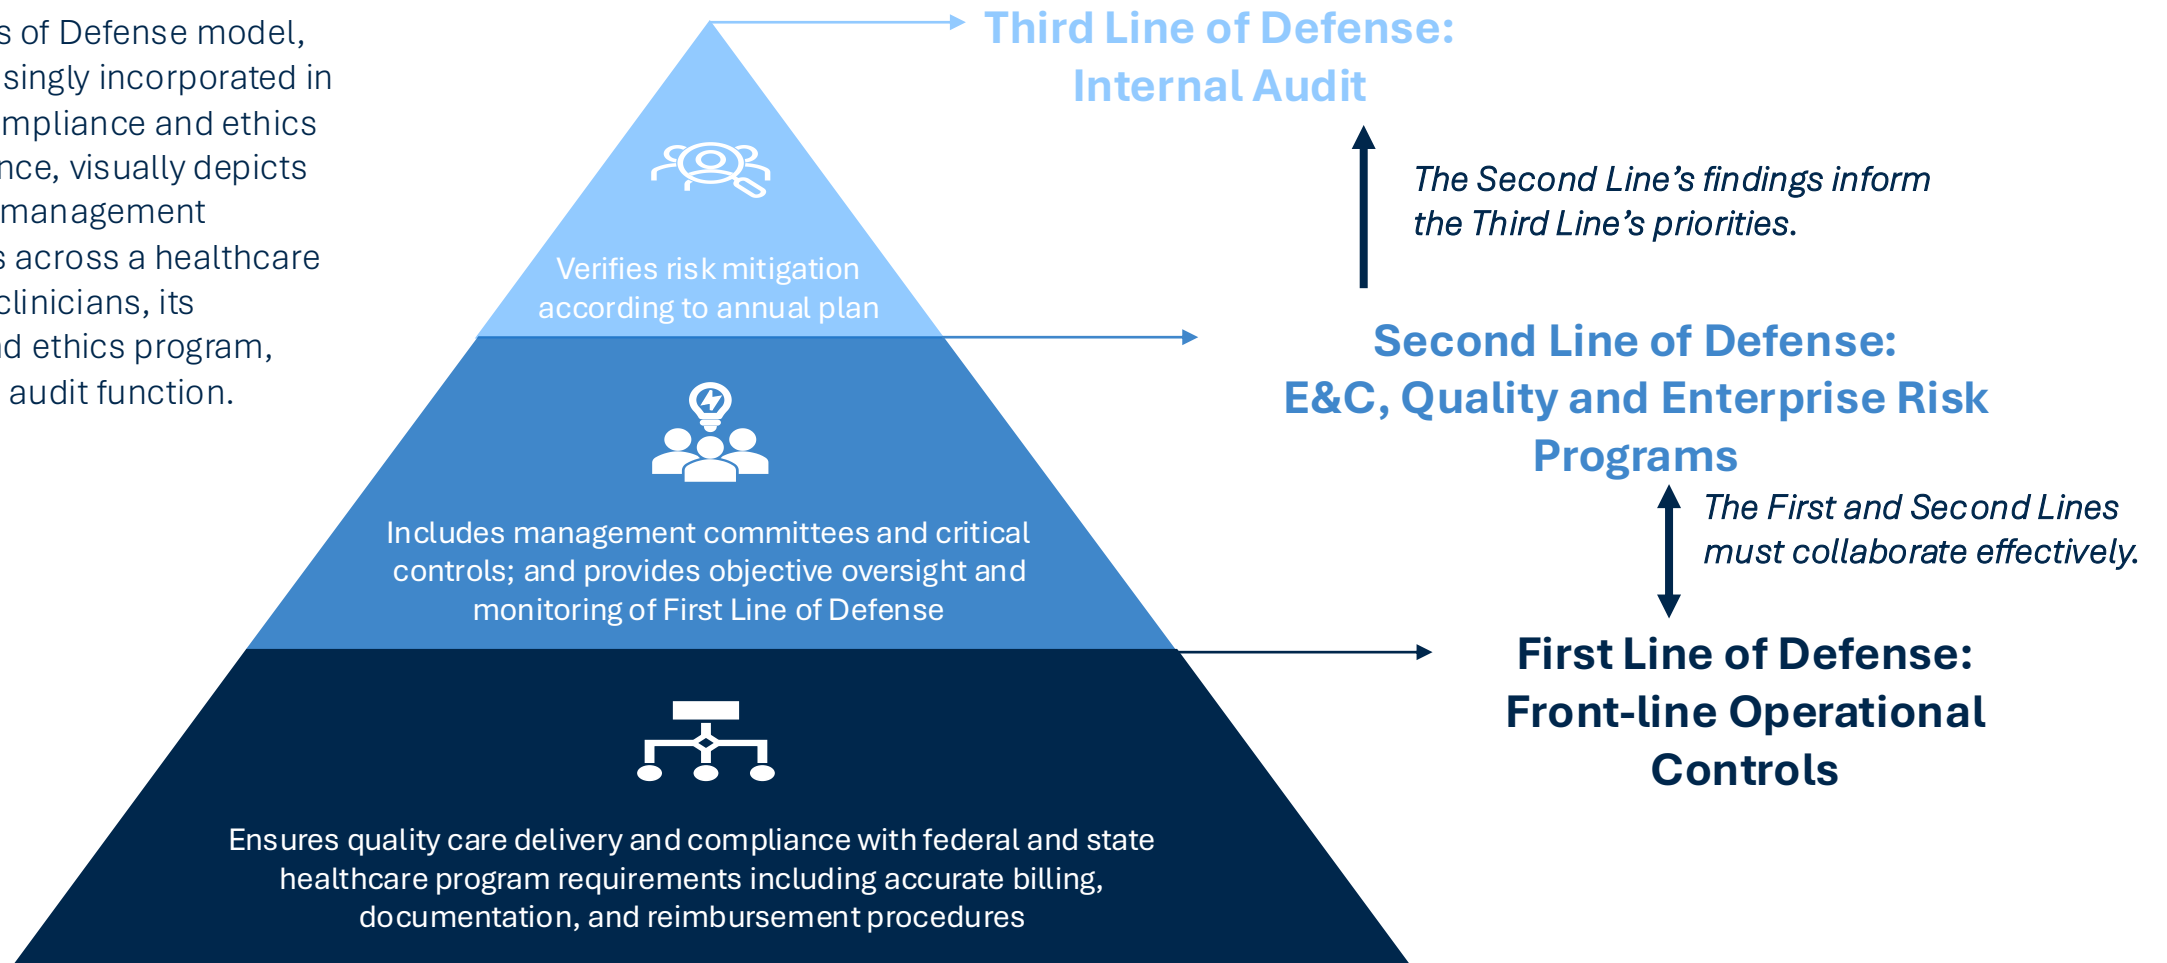 s of Defense model,
singly incorporated in
mpliance and ethics
nce, visually depicts
management
s across a healthcare
clinicians, its
d ethics program,
audit function.
Third Line of Defense:
Internal Audit
The Second Line’s findings inform
the Third Line’s priorities.
Verifies risk mitigation
according to annual plan
Second Line of Defense:
E&C, Quality and Enterprise Risk
Programs
The First and Second Lines
must collaborate effectively.
Includes management committees and critical
controls; and provides objective oversight and
monitoring of First Line of Defense
First Line of Defense:
Front-line Operational
Controls
Ensures quality care delivery and compliance with federal and state
healthcare program requirements including accurate billing,
documentation, and reimbursement procedures